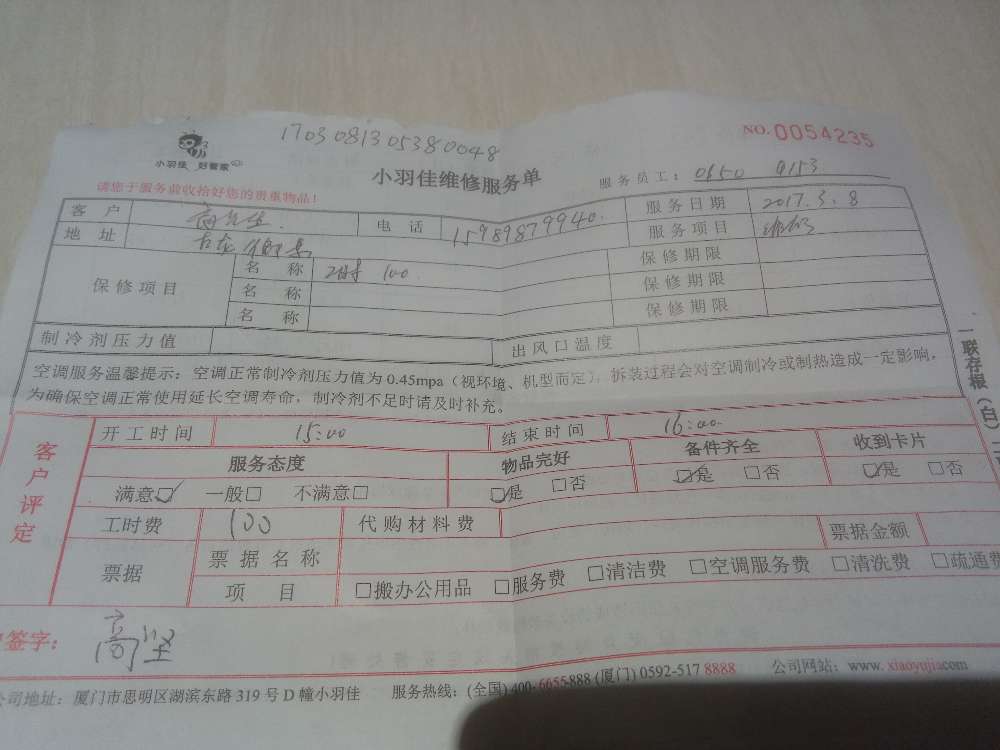 1703081305380048
NO.0054235
小羽佳 好管家
小羽佳维修服务单
服务员工：0650 9153
请您于服务前收拾好您的贵重物品！
客 户 高先生 电 话 15989879940 服务日期 2017.3.8
地 址 服务项目 维修
保修项目 名 称 2时 100 保修期限
名 称 保修期限
名 称 保修期限
制冷剂压力值 出风口温度
空调服务温馨提示：空调正常制冷剂压力值为0.45mpa（视环境、机型而定），拆装过程会对空调制冷或制热造成一定影响，
为确保空调正常使用延长空调寿命，制冷剂不足时请及时补充。
一联存根（白）
客户评定
开工时间 15:00 结束时间 16:00
服务态度 物品完好 备件齐全 收到卡片
满意☑ 一般□ 不满意□ ☑是 □否 ☑是 □否 ☑是 □否
工时费 100 代购材料费
票据 票据名称 票据金额
项 目 □搬办公用品 □服务费 □清洁费 □空调服务费 □清洗费 □疏通费
签字：高坚
公司地址：厦门市思明区湖滨东路319号D幢小羽佳 服务热线：(全国) 400-6655-888 (厦门) 0592-517 8888 公司网站：www.xiaoyujia.com